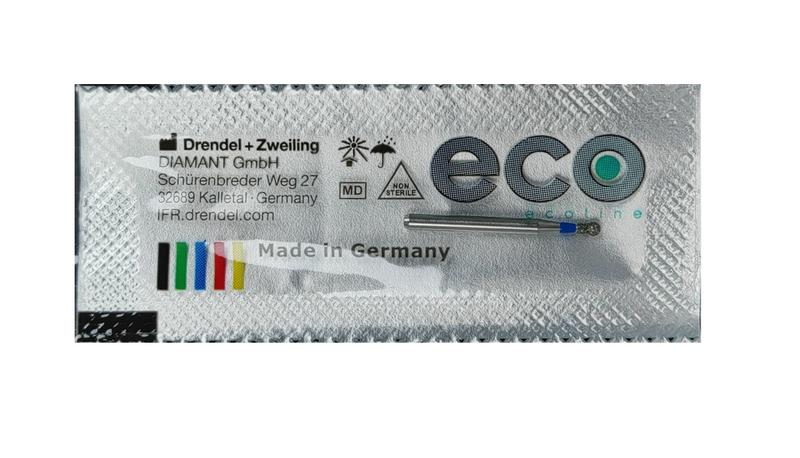 Drendel + Zweiling
DIAMANT GmbH
Schürenbreder Weg 27
32689 Kalletal · Germany
IFR.drendel.com
MD
NON
STERILE
eco
ecoline
Made in Germany